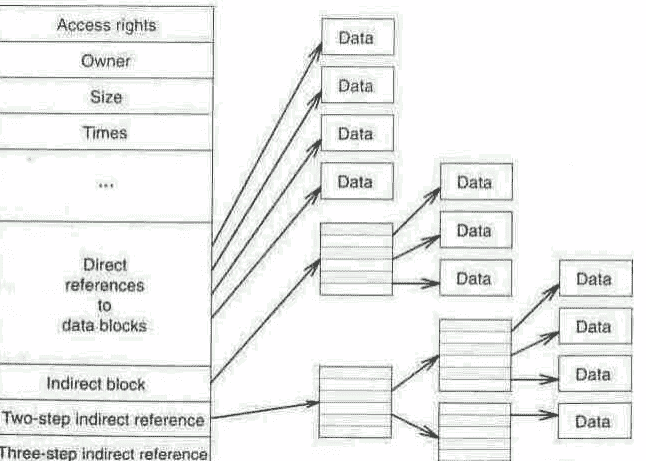 Access rights
Owner
Size
Times
...
Direct
references
to
data blocks
Indirect block
Two-step indirect reference
Three-step indirect reference
Data
Data
Data
Data
Data
Data
Data
Data
Data
Data
Data